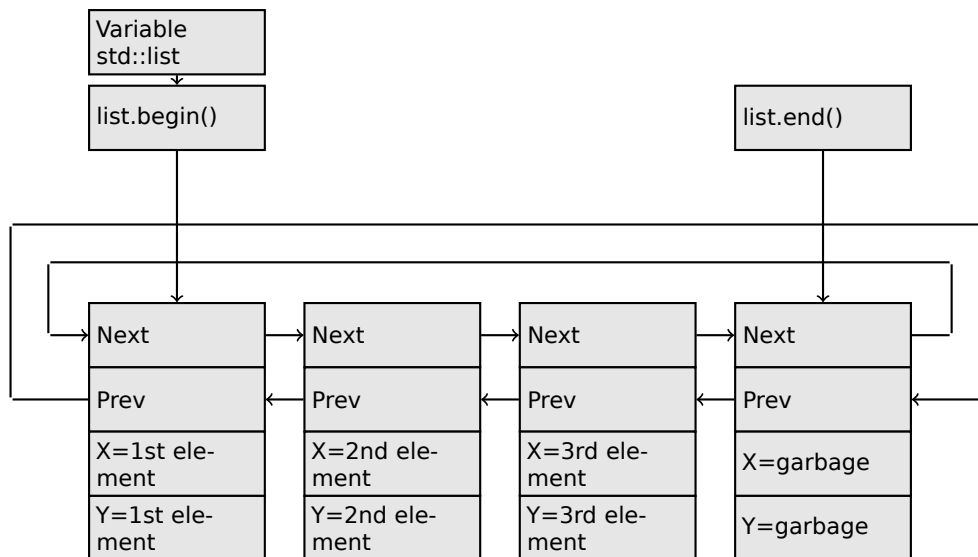 Variable
std::list
list.begin()
list.end()
Next
Next
Next
Next
Prev
Prev
Prev
Prev
X=1st ele-
ment
X=2nd ele-
ment
X=3rd ele-
ment
X=garbage
Y=1st ele-
ment
Y=2nd ele-
ment
Y=3rd ele-
ment
Y=garbage